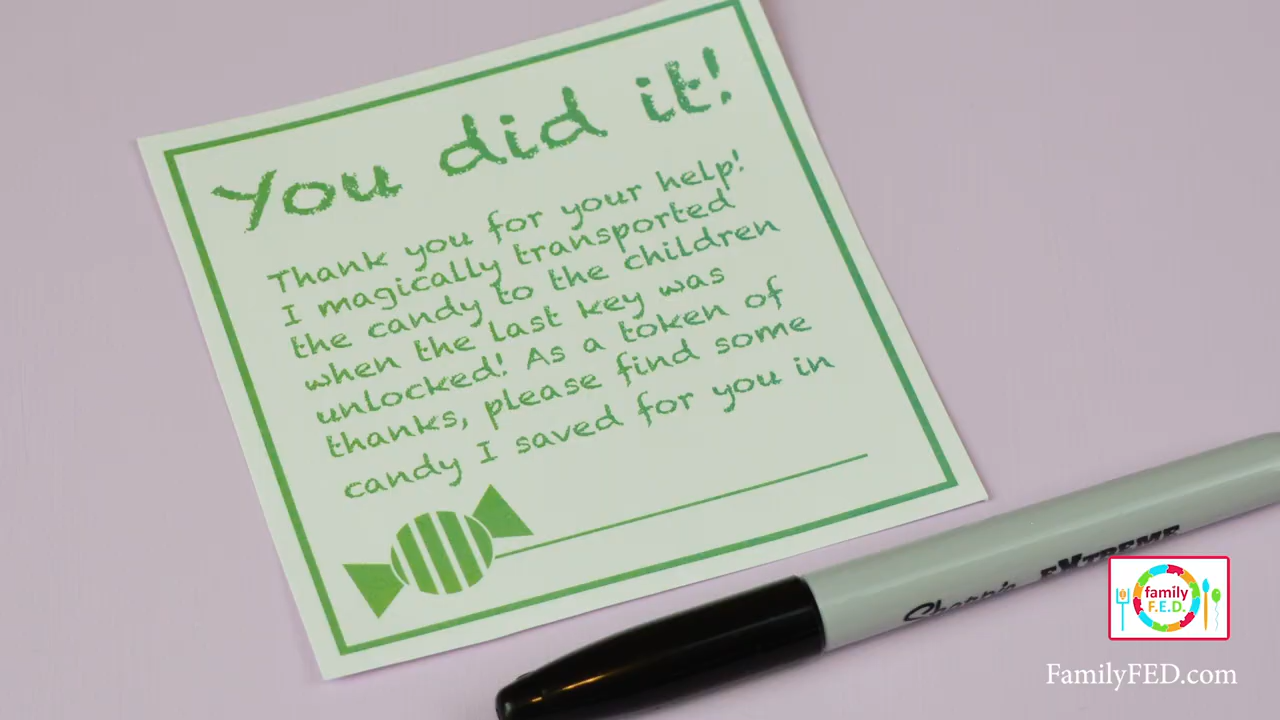 You did it!
Thank you for your help!
I magically transported
the candy to the children
when the last key was
unlocked! As a token of
thanks, please find some
candy I saved for you in
Sharpie EXTREME
family
F.E.D.
FamilyFED.com